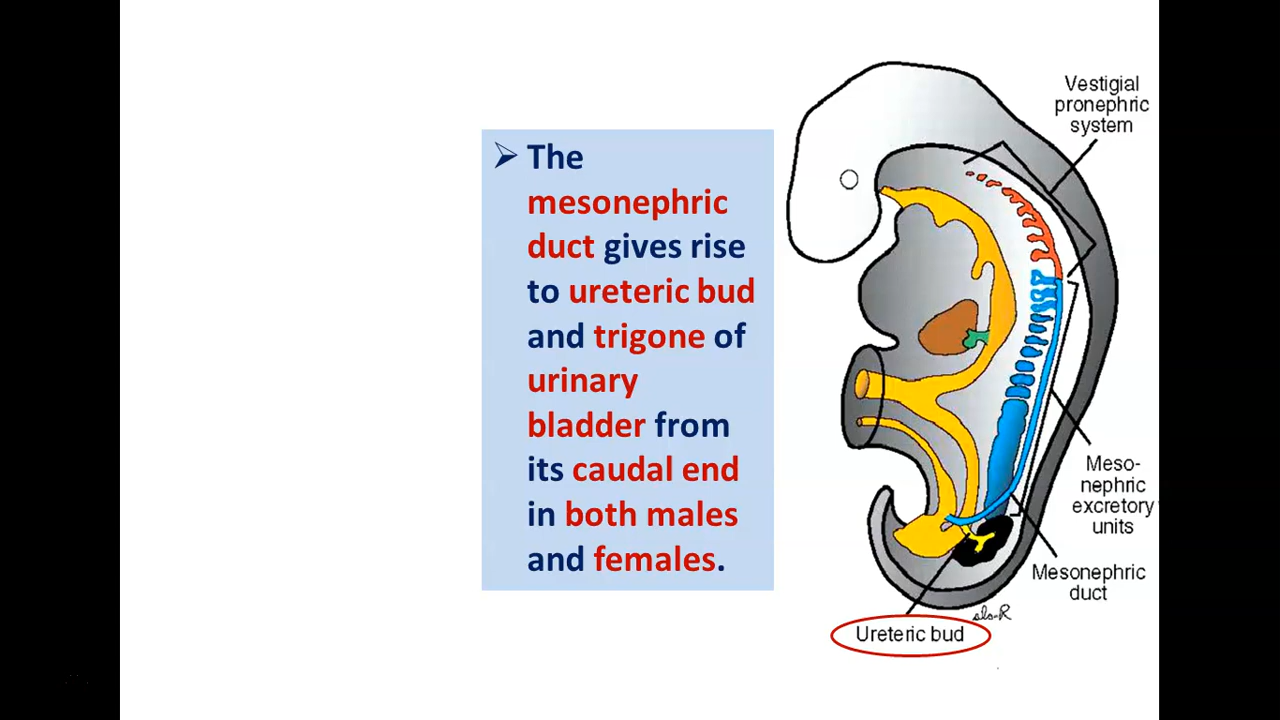 ➢ The
mesonephric
duct gives rise
to ureteric bud
and trigone of
urinary
bladder from
its caudal end
in both males
and females.
Vestigial
pronephric
system
Meso-
nephric
excretory
units
Mesonephric
duct
sls-R
Ureteric bud